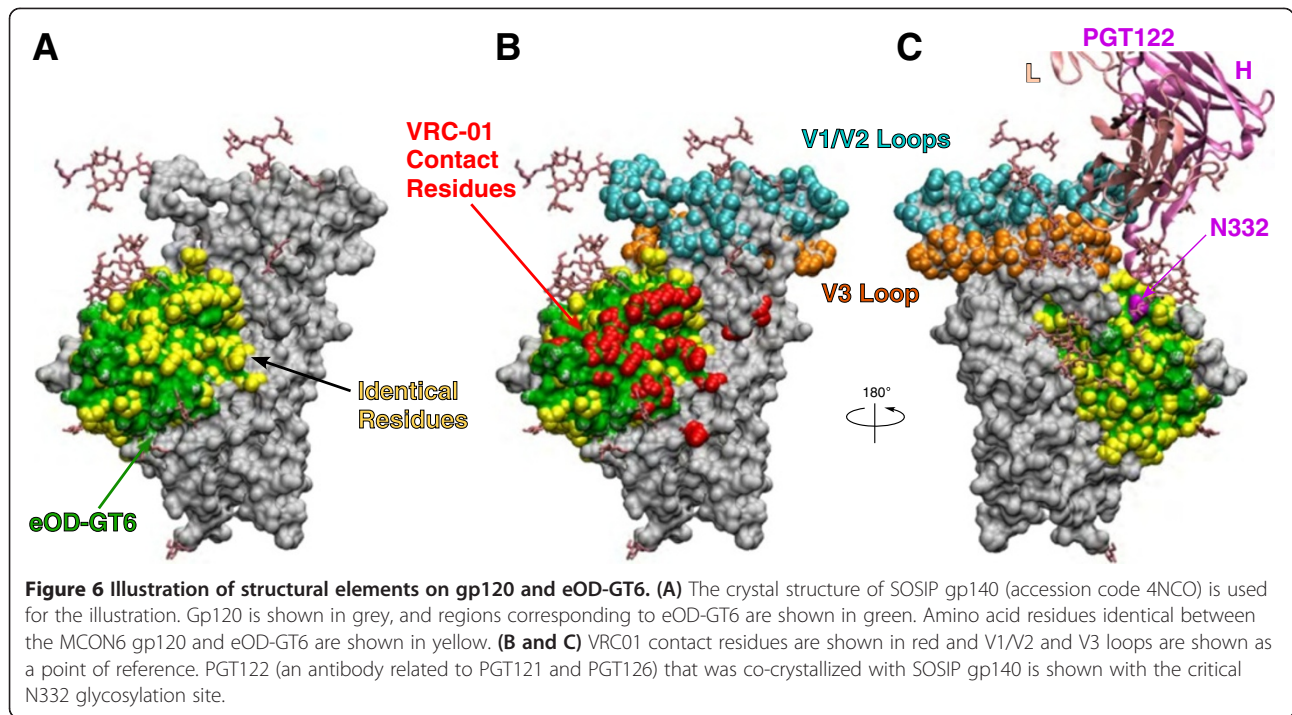 A
B
C
PGT122
L
H
VRC-01
Contact
Residues
V1/V2 Loops
N332
V3 Loop
Identical
Residues
180°
eOD-GT6
Figure 6 Illustration of structural elements on gp120 and eOD-GT6. (A) The crystal structure of SOSIP gp140 (accession code 4NCO) is used
for the illustration. Gp120 is shown in grey, and regions corresponding to eOD-GT6 are shown in green. Amino acid residues identical between
the MCON6 gp120 and eOD-GT6 are shown in yellow. (B and C) VRC01 contact residues are shown in red and V1/V2 and V3 loops are shown as
a point of reference. PGT122 (an antibody related to PGT121 and PGT126) that was co-crystallized with SOSIP gp140 is shown with the critical
N332 glycosylation site.